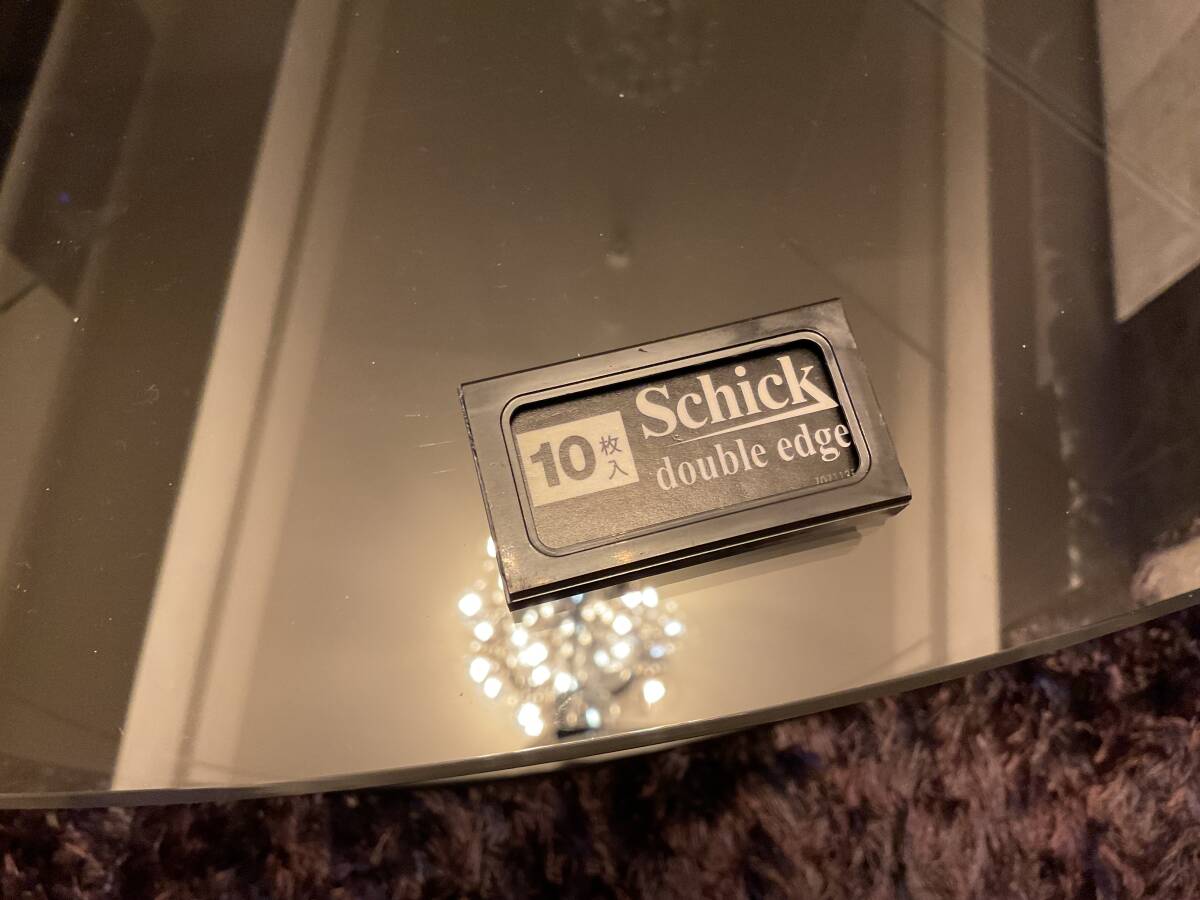 10枚入
Schick
double edge